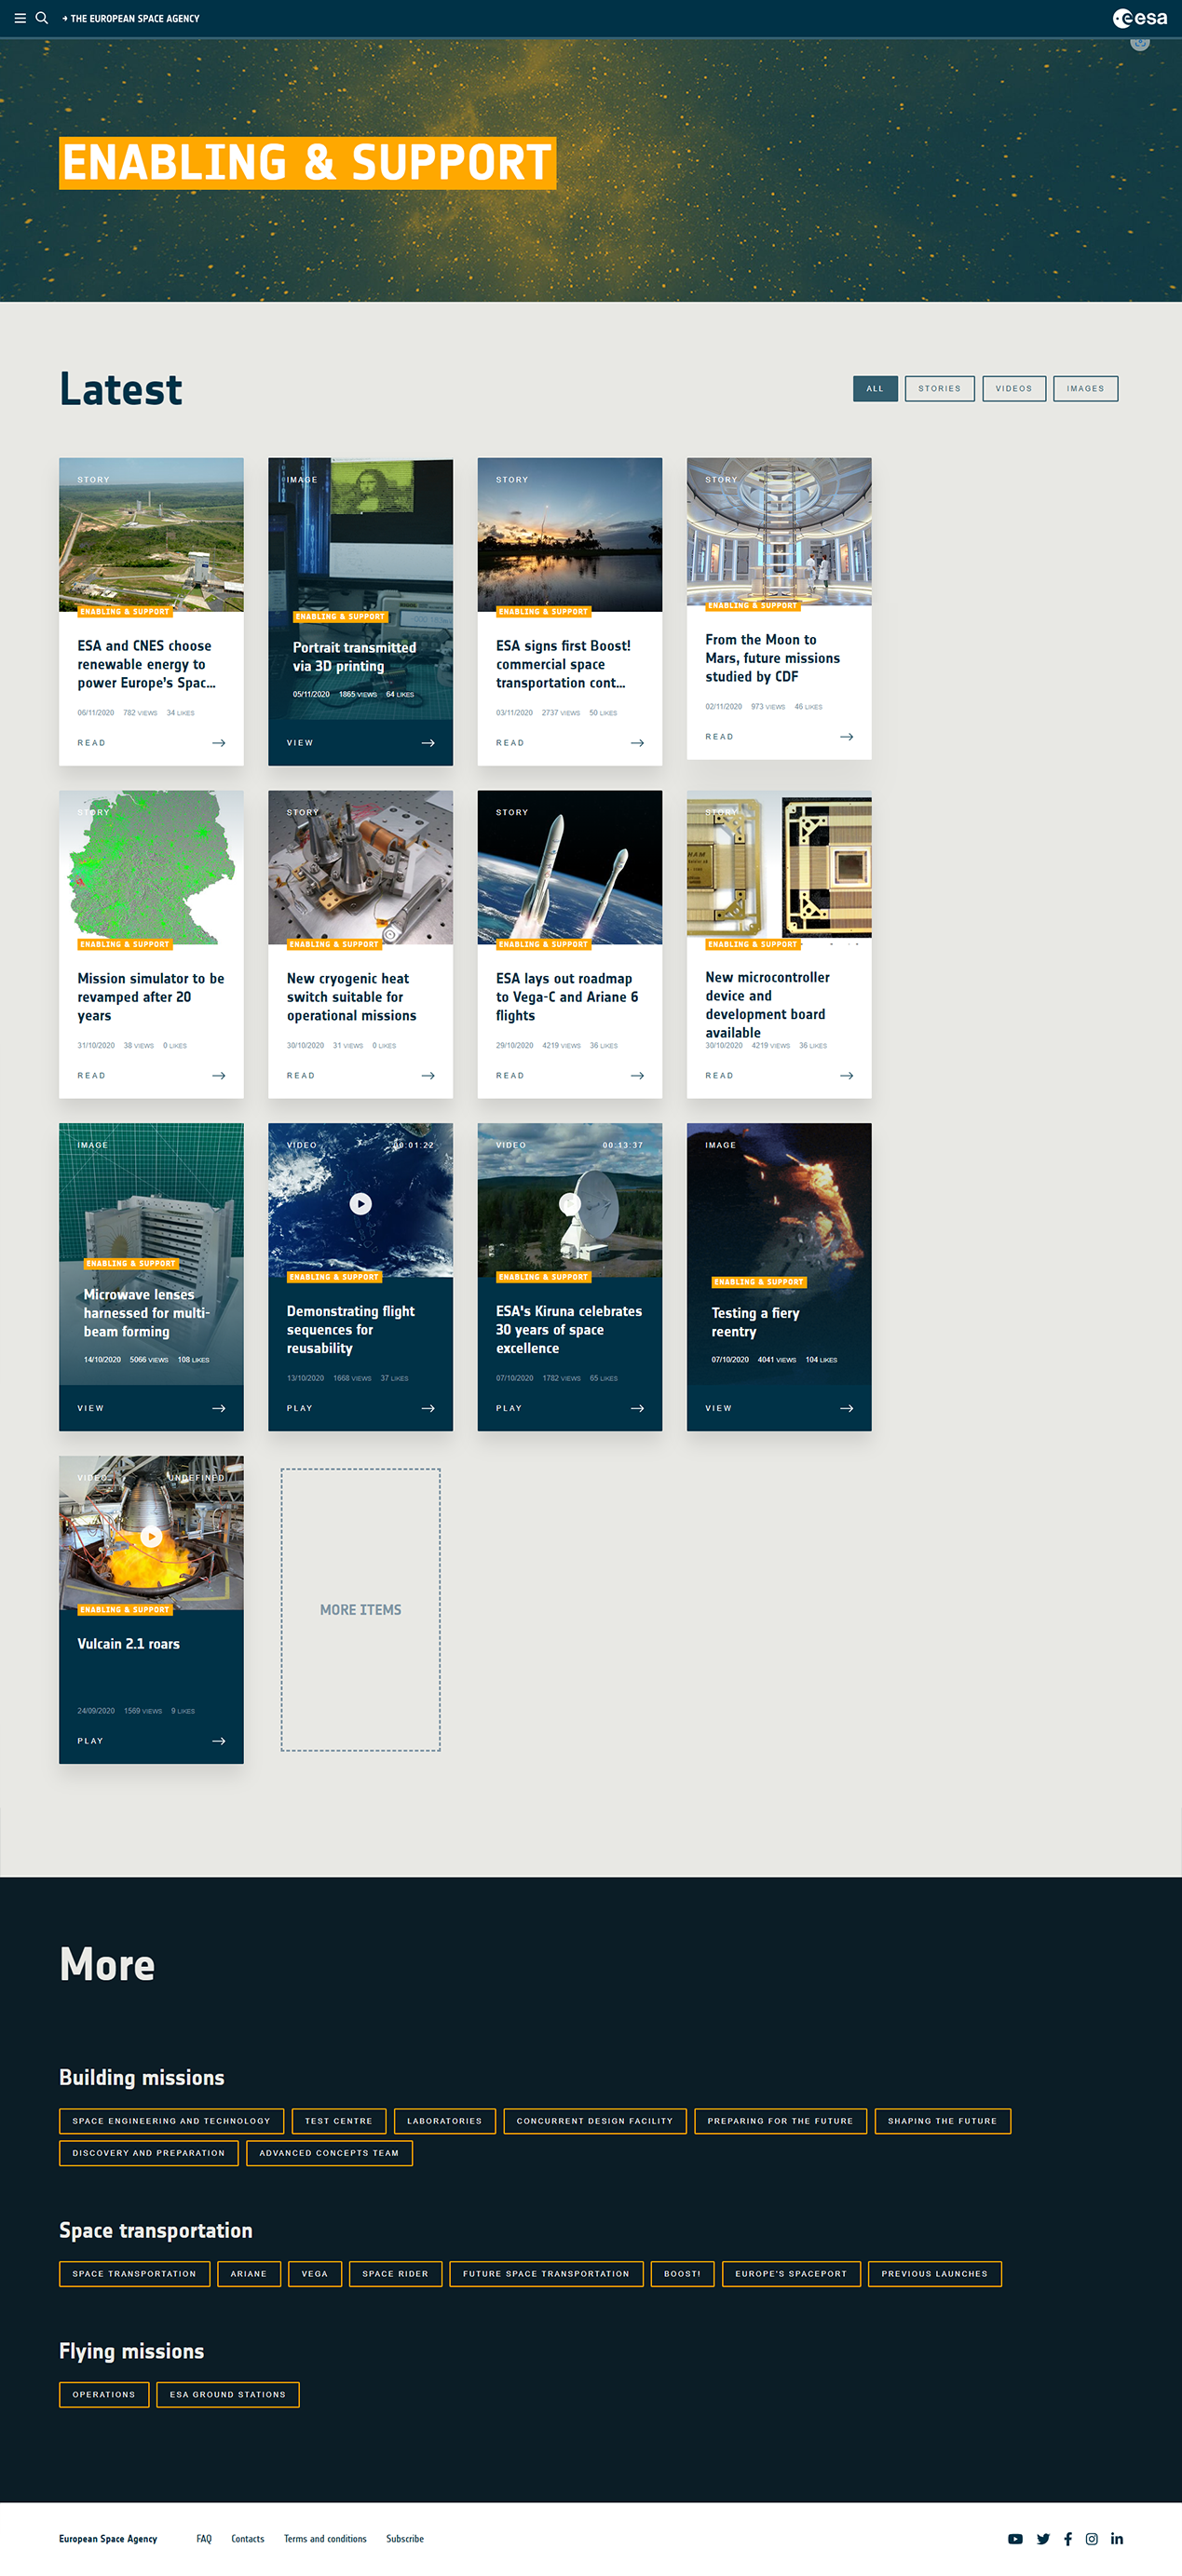 → THE EUROPEAN SPACE AGENCY
esa
ENABLING & SUPPORT
Latest
ALL
STORIES
VIDEOS
IMAGES
STORY
ENABLING & SUPPORT
ESA and CNES choose
renewable energy to
power Europe's Spac...
06/11/2020 782 VIEWS 34 LIKES
READ
IMAGE
ENABLING & SUPPORT
Portrait transmitted
via 3D printing
05/11/2020 1865 VIEWS 64 LIKES
VIEW
STORY
ENABLING & SUPPORT
ESA signs first Boost!
commercial space
transportation cont...
03/11/2020 2737 VIEWS 50 LIKES
READ
STORY
ENABLING & SUPPORT
From the Moon to
Mars, future missions
studied by CDF
02/11/2020 973 VIEWS 46 LIKES
READ
STORY
ENABLING & SUPPORT
Mission simulator to be
revamped after 20
years
31/10/2020 38 VIEWS 0 LIKES
READ
STORY
ENABLING & SUPPORT
New cryogenic heat
switch suitable for
operational missions
30/10/2020 31 VIEWS 0 LIKES
READ
STORY
ENABLING & SUPPORT
ESA lays out roadmap
to Vega-C and Ariane 6
flights
29/10/2020 4219 VIEWS 36 LIKES
READ
STORY
ENABLING & SUPPORT
New microcontroller
device and
development board
available
30/10/2020 4219 VIEWS 36 LIKES
READ
IMAGE
ENABLING & SUPPORT
Microwave lenses
harnessed for multi-
beam forming
14/10/2020 5066 VIEWS 108 LIKES
VIEW
VIDEO 00:01:22
ENABLING & SUPPORT
Demonstrating flight
sequences for
reusability
13/10/2020 1668 VIEWS 37 LIKES
PLAY
VIDEO 00:13:37
ENABLING & SUPPORT
ESA's Kiruna celebrates
30 years of space
excellence
07/10/2020 1782 VIEWS 65 LIKES
PLAY
IMAGE
ENABLING & SUPPORT
Testing a fiery
reentry
07/10/2020 4041 VIEWS 104 LIKES
VIEW
VIDEO UNDEFINED
ENABLING & SUPPORT
Vulcain 2.1 roars
24/09/2020 1569 VIEWS 9 LIKES
PLAY
MORE ITEMS
More
Building missions
SPACE ENGINEERING AND TECHNOLOGY
TEST CENTRE
LABORATORIES
CONCURRENT DESIGN FACILITY
PREPARING FOR THE FUTURE
SHAPING THE FUTURE
DISCOVERY AND PREPARATION
ADVANCED CONCEPTS TEAM
Space transportation
SPACE TRANSPORTATION
ARIANE
VEGA
SPACE RIDER
FUTURE SPACE TRANSPORTATION
BOOST!
EUROPE'S SPACEPORT
PREVIOUS LAUNCHES
Flying missions
OPERATIONS
ESA GROUND STATIONS
European Space Agency
FAQ
Contacts
Terms and conditions
Subscribe